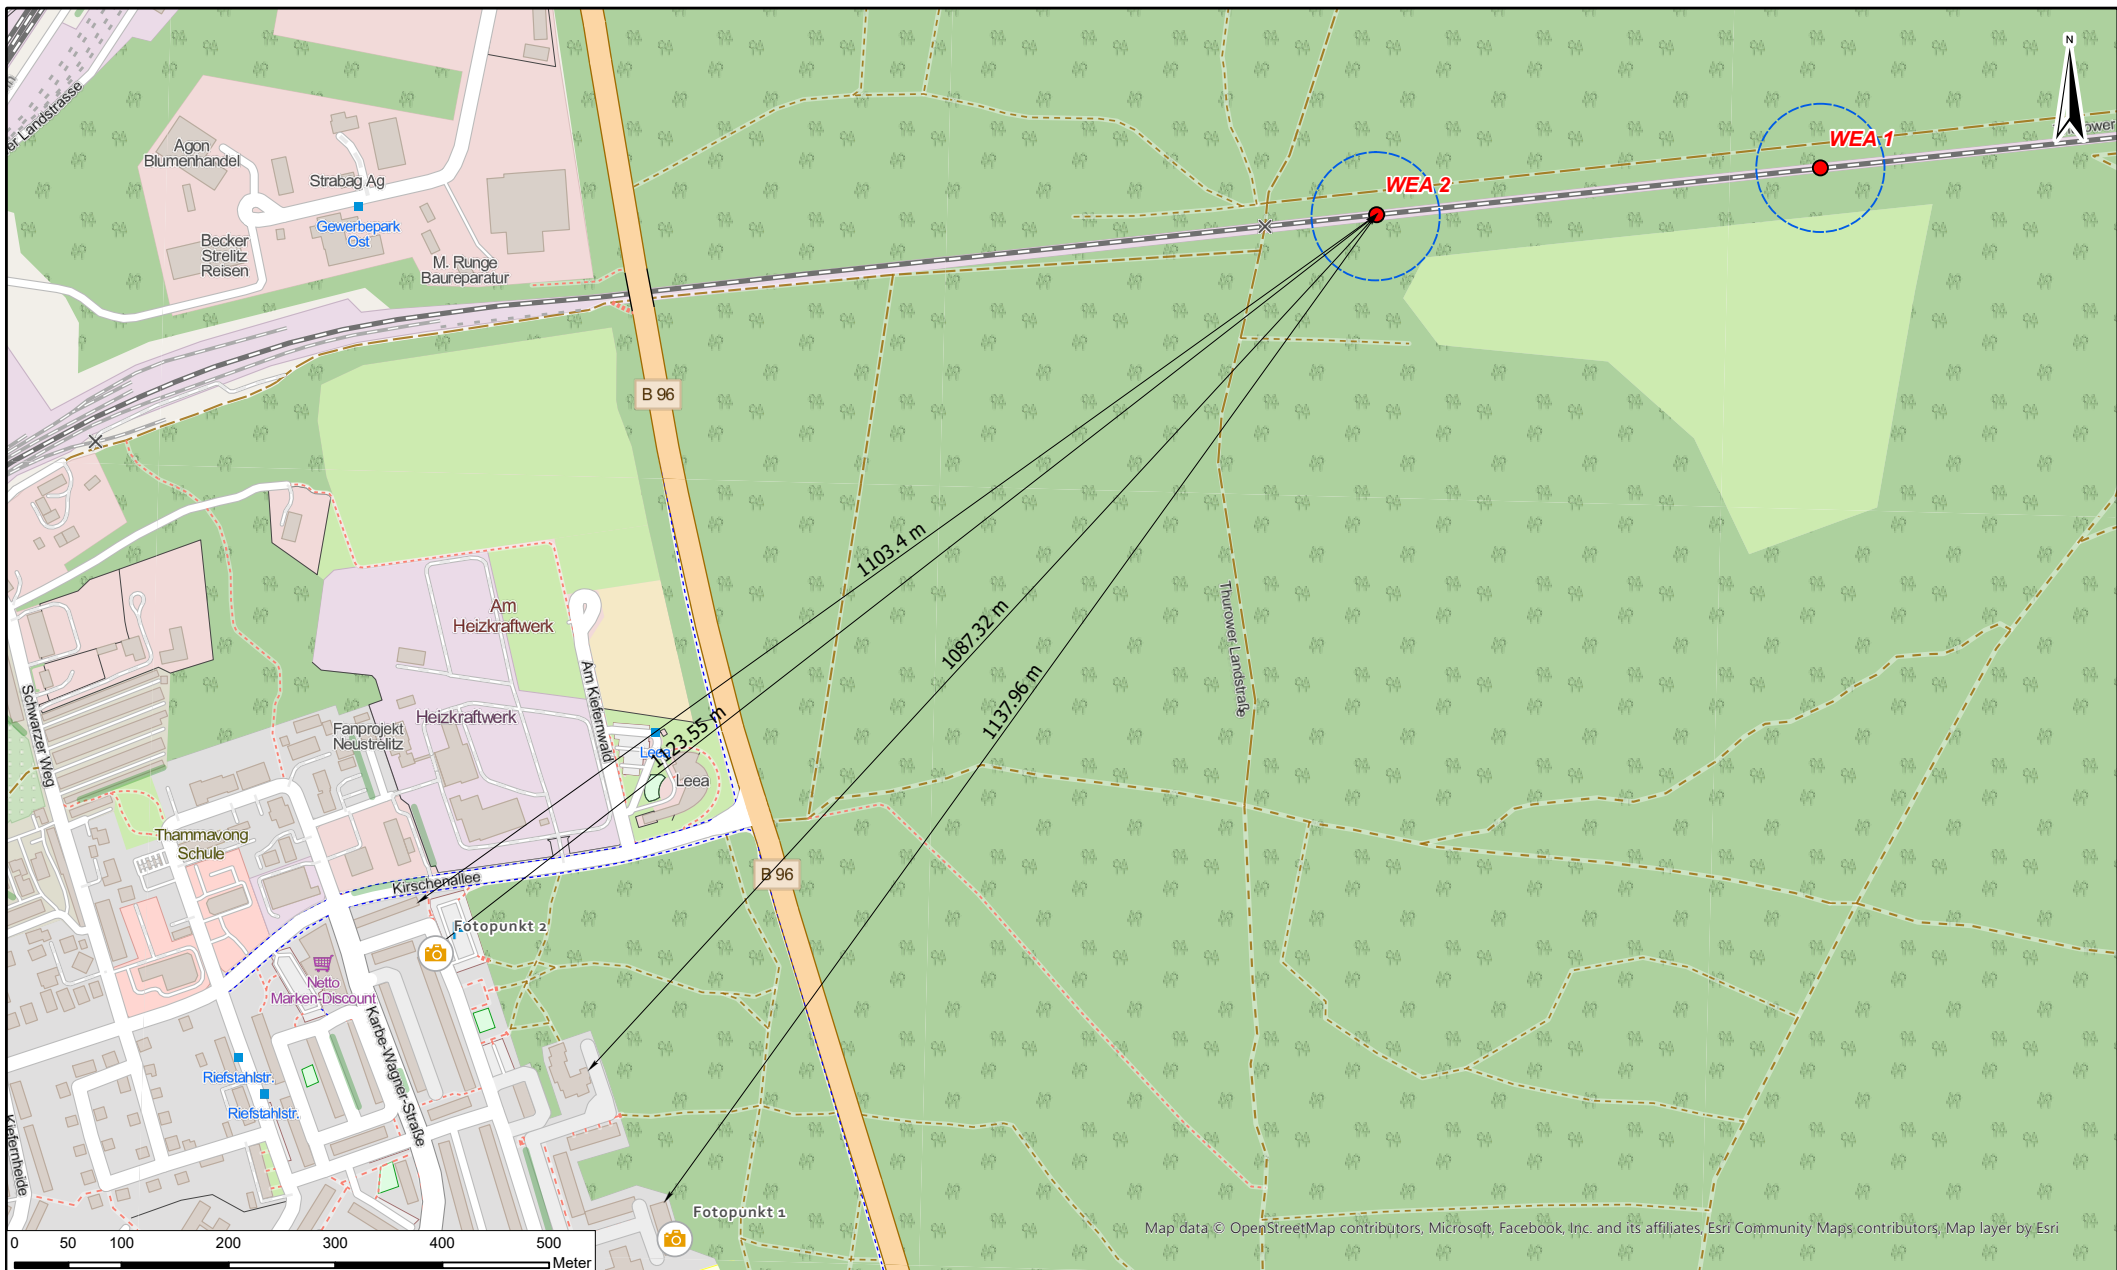 N
WEA 1
WEA 2
er Landstrasse
Agon
Blumenhandel
Strabag Ag
Gewerbepark
Ost
Becker
Strelitz
Reisen
M. Runge
Baureparatur
B 96
1103.4 m
1087.32 m
1137.96 m
1123.55 m
Thurower Landstraße
Am
Heizkraftwerk
Am Kiefernwald
Schwarzer Weg
Heizkraftwerk
Fanprojekt
Neustrelitz
Leea
Leea
Thammavong
Schule
Kirschenallee
B 96
Fotopunkt 2
Netto
Marken-Discount
Karbe-Wagner-Straße
Riefstahlstr.
Riefstahlstr.
Kiefernheide
Fotopunkt 1
Map data © OpenStreetMap contributors, Microsoft, Facebook, Inc. and its affiliates, Esri Community Maps contributors, Map layer by Esri
0 50 100 200 300 400 500
Meter